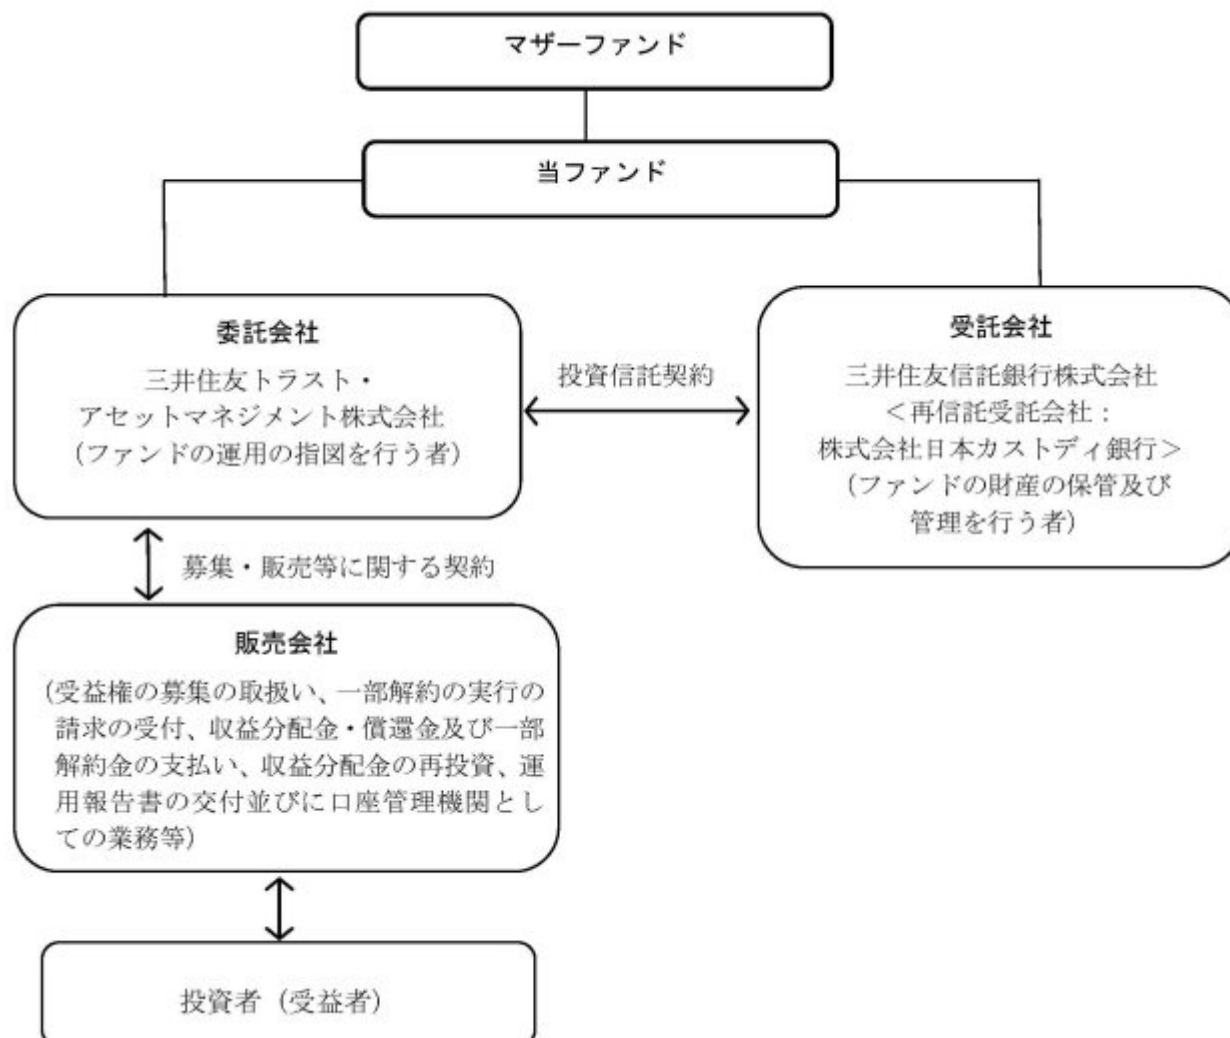 マザーファンド
当ファンド
委託会社
三井住友トラスト・
アセットマネジメント株式会社
（ファンドの運用の指図を行う者）
投資信託契約
受託会社
三井住友信託銀行株式会社
＜再信託受託会社：
株式会社日本カストディ銀行＞
（ファンドの財産の保管及び
管理を行う者）
募集・販売等に関する契約
販売会社
（受益権の募集の取扱い、一部解約の実行の
請求の受付、収益分配金・償還金及び一部
解約金の支払い、収益分配金の再投資、運
用報告書の交付並びに口座管理機関とし
ての業務等）
投資者（受益者）